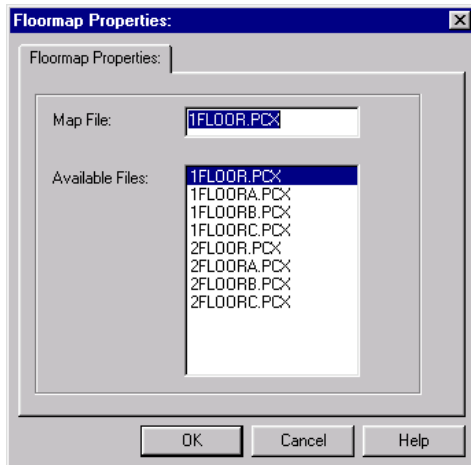 Floormap Properties:
Floormap Properties:
Map File:
1FLOOR.PCX
Available Files:
1FLOOR.PCX
1FLOORA.PCX
1FLOORB.PCX
1FLOORC.PCX
2FLOOR.PCX
2FLOORA.PCX
2FLOORB.PCX
2FLOORC.PCX
OK
Cancel
Help